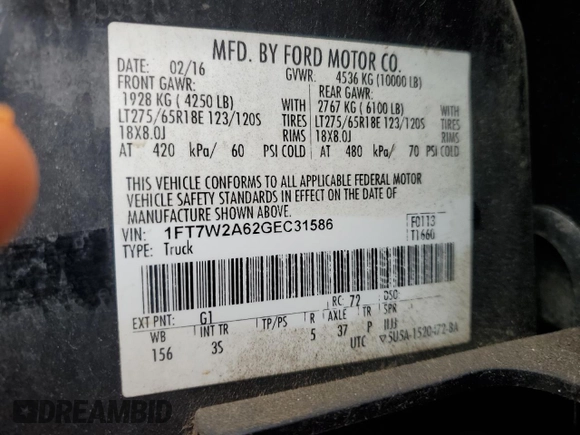 MFD. BY FORD MOTOR CO.
DATE: 02/16 GVWR: 4536 KG (10000 LB)
FRONT GAWR: REAR GAWR:
1928 KG ( 4250 LB) WITH 2767 KG ( 6100 LB) WITH
LT275/65R18E 123/120S TIRES LT275/65R18E 123/120S TIRES
18X8.0J RIMS 18X8.0J RIMS
AT 420 kPa/ 60 PSI COLD AT 480 kPa/ 70 PSI COLD
THIS VEHICLE CONFORMS TO ALL APPLICABLE FEDERAL MOTOR
VEHICLE SAFETY STANDARDS IN EFFECT ON THE DATE OF
MANUFACTURE SHOWN ABOVE.
VIN: 1FT7W2A62GEC31586 F0113
TYPE: Truck T1660
EXT PNT: G1 RC: 72 DSO:
WB INT TR TP/PS R AXLE TR SPR
156 3S 5 37 P
UTC
DREAMBID